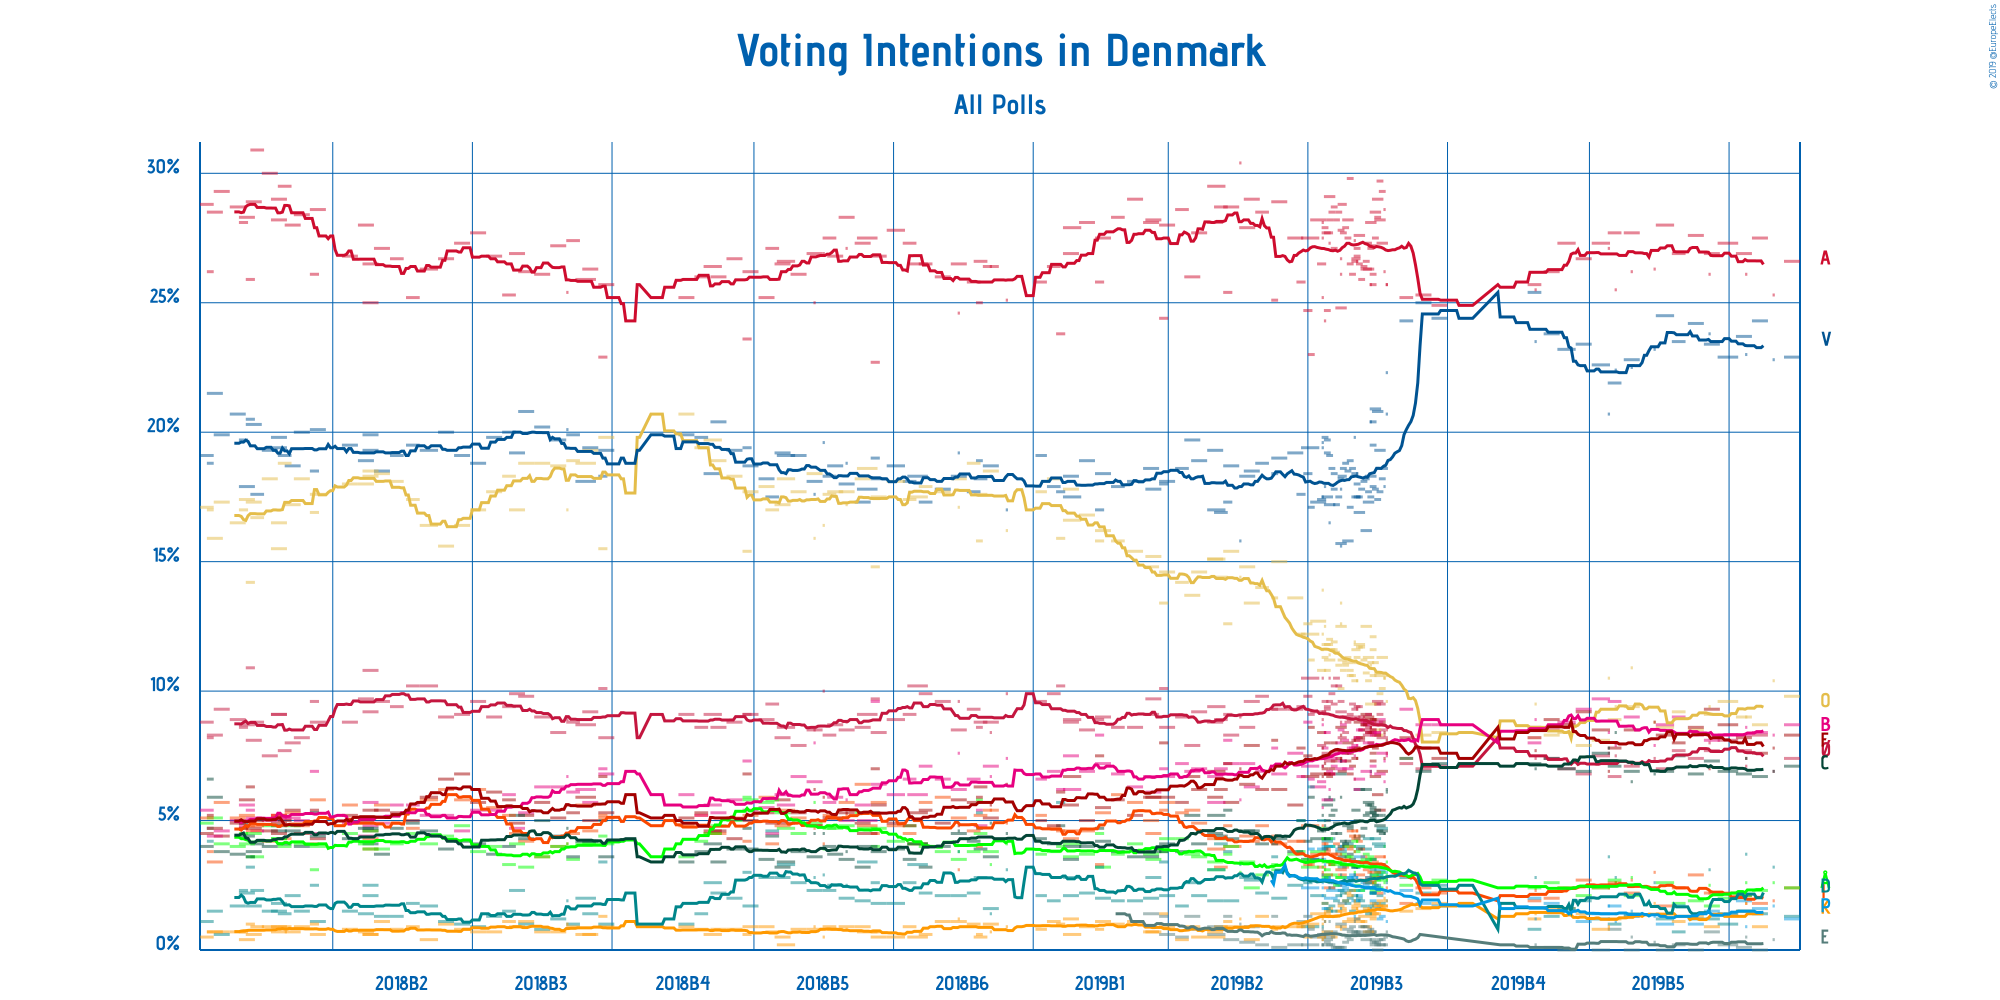 Voting Intentions in Denmark
All Polls
© 2019 @EuropeElects
30%
25%
20%
15%
10%
5%
0%
A
V
O
B
C
R
E
2018B2
2018B3
2018B4
2018B5
2018B6
2019B1
2019B2
2019B3
2019B4
2019B5